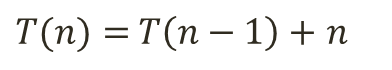 T(n) = T(n − 1) + n